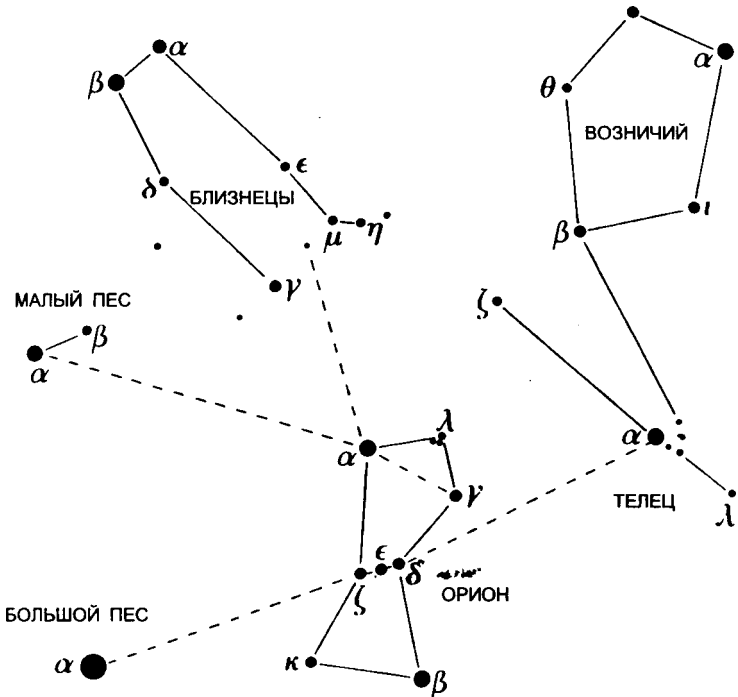 α
β
α
θ
ВОЗНИЧИЙ
ε
δ
БЛИЗНЕЦЫ
ι
μ
η
β
γ
МАЛЫЙ ПЕС
ζ
β
α
λ
α
α
γ
ТЕЛЕЦ
λ
ε
δ
ζ
ОРИОН
БОЛЬШОЙ ПЕС
α
κ
β